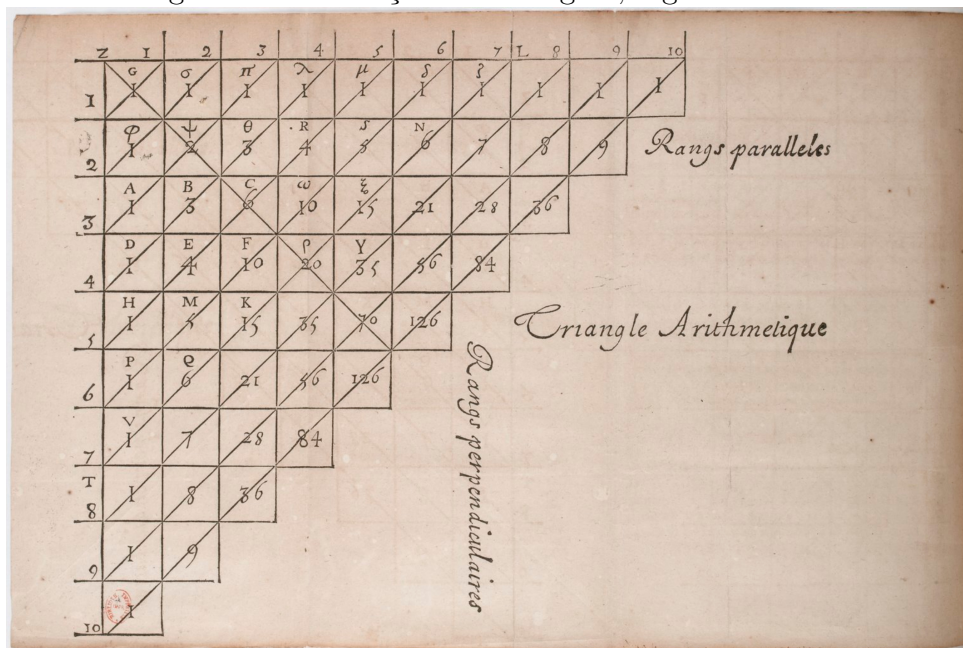 Z 1 2 3 4 5 6 7 L 8 9 10
G σ π λ μ δ ζ
1 1 1 1 1 1 1 1 1 1 1
φ ψ θ R S N
2 1 2 3 4 5 6 7 8 9 Rangs paralleles
A B C ω ξ
3 1 3 6 10 15 21 28 36
D E F ρ Y
4 1 4 10 20 35 56 84
H M K
5 1 5 15 35 70 126
Triangle Arithmetique
P Q
6 1 6 21 56 126
V
7 1 7 28 84
T
8 1 8 36
9 1 9
10 1
Rangs perpendiculaires